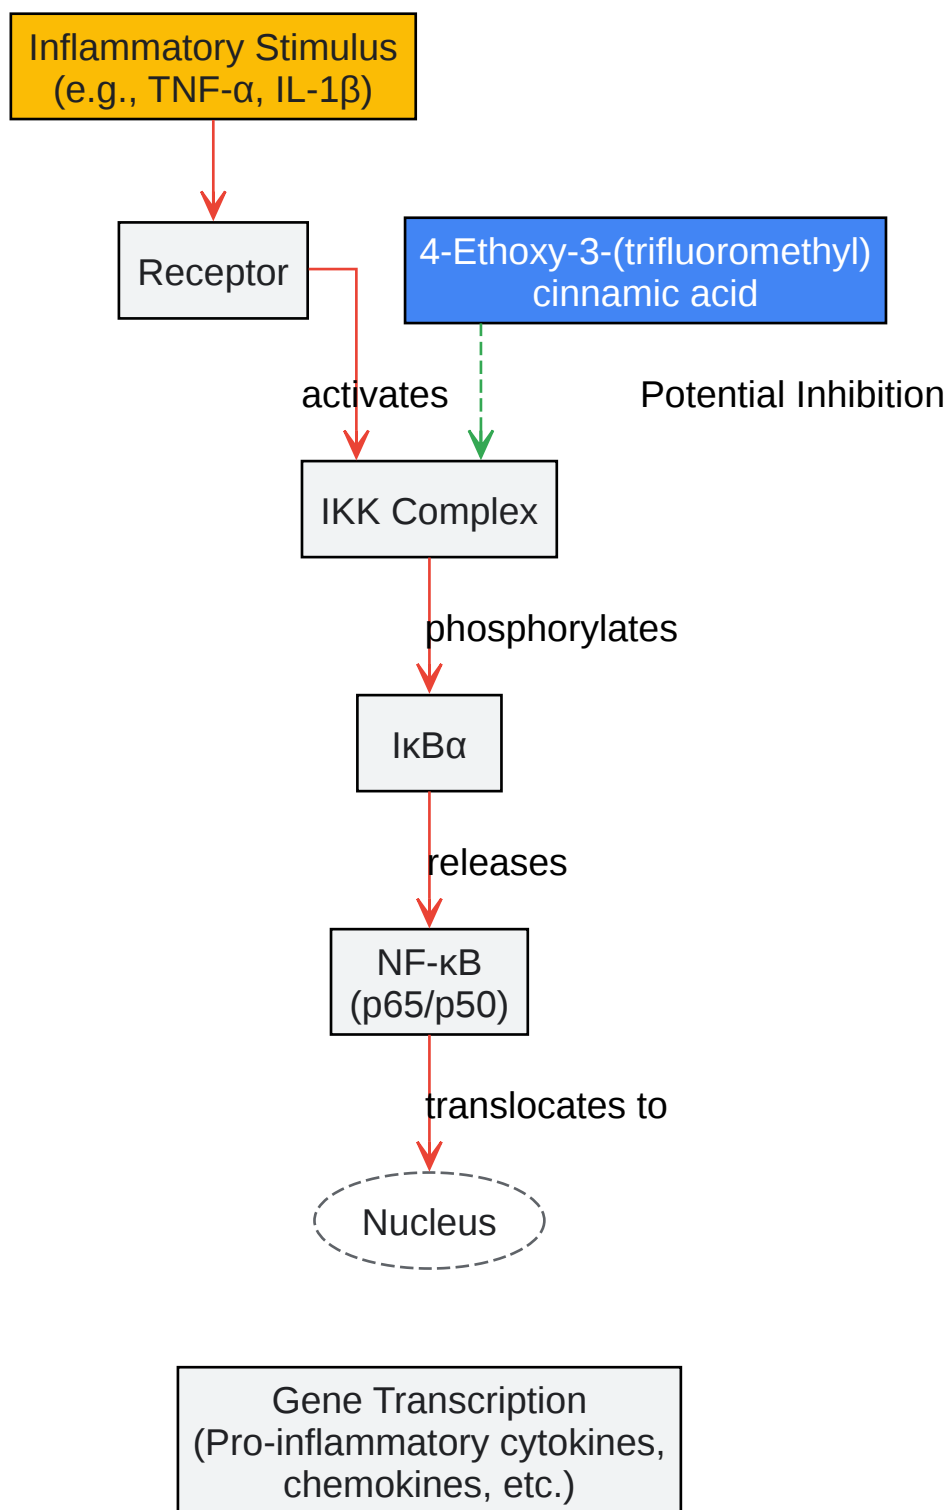 Inflammatory Stimulus
(e.g., TNF-α, IL-1β)
Receptor
4-Ethoxy-3-(trifluoromethyl)
cinnamic acid
activates
Potential Inhibition
IKK Complex
phosphorylates
IκBα
releases
NF-κB
(p65/p50)
translocates to
Nucleus
Gene Transcription
(Pro-inflammatory cytokines,
chemokines, etc.)